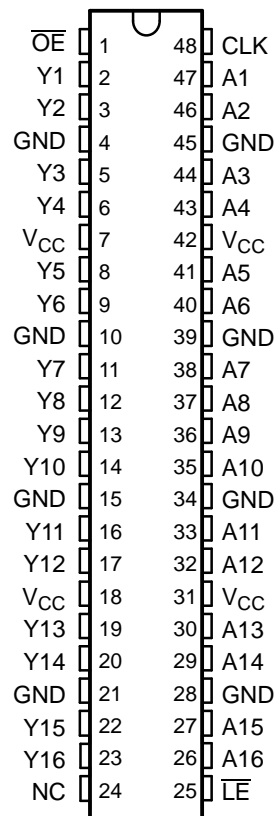 O̅E̅ 1 48 CLK
Y1 2 47 A1
Y2 3 46 A2
GND 4 45 GND
Y3 5 44 A3
Y4 6 43 A4
VCC 7 42 VCC
Y5 8 41 A5
Y6 9 40 A6
GND 10 39 GND
Y7 11 38 A7
Y8 12 37 A8
Y9 13 36 A9
Y10 14 35 A10
GND 15 34 GND
Y11 16 33 A11
Y12 17 32 A12
VCC 18 31 VCC
Y13 19 30 A13
Y14 20 29 A14
GND 21 28 GND
Y15 22 27 A15
Y16 23 26 A16
NC 24 25 L̅E̅